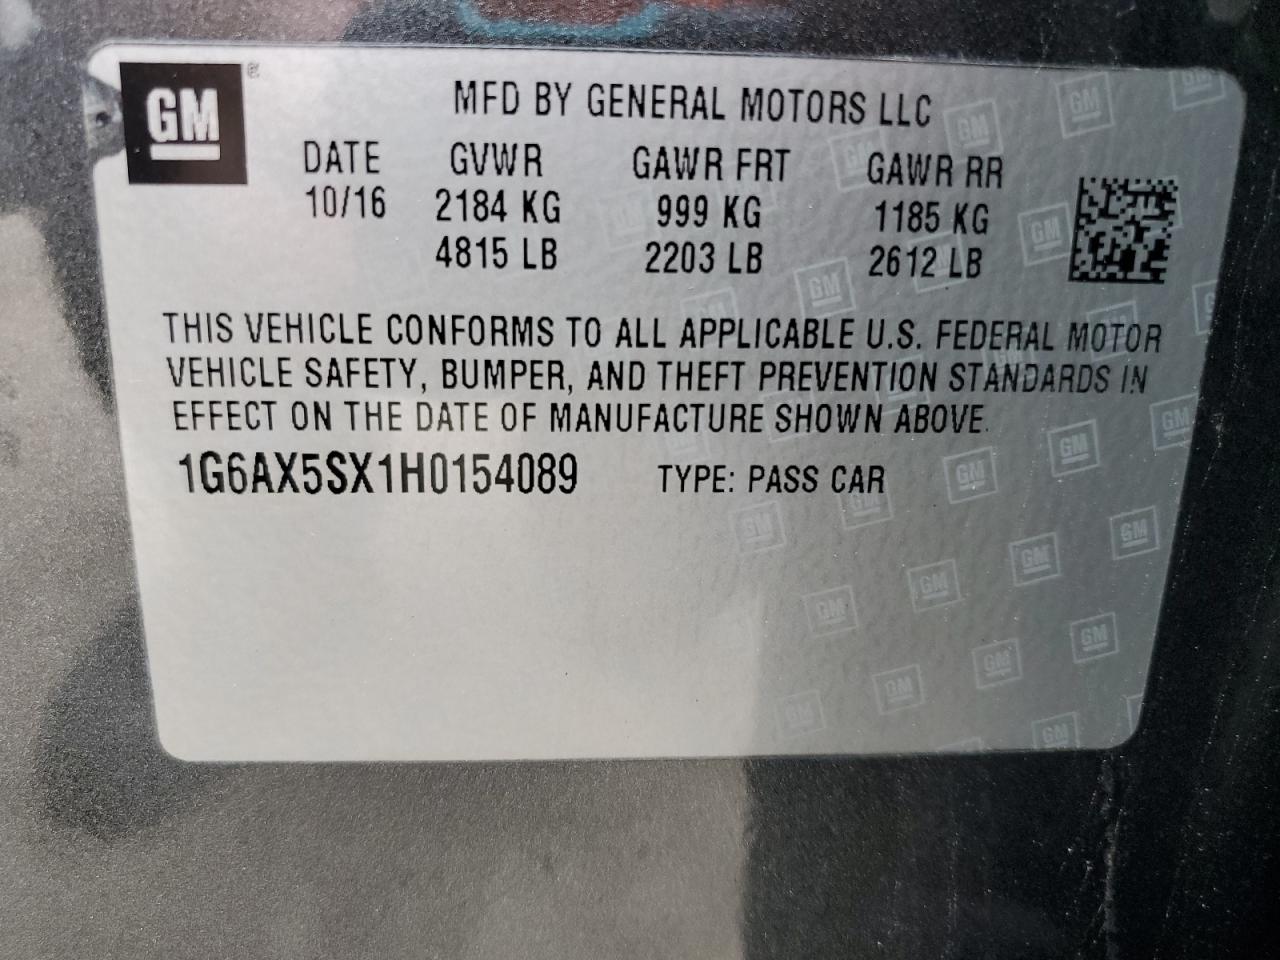 GM ®
MFD BY GENERAL MOTORS LLC
DATE GVWR GAWR FRT GAWR RR
10/16 2184 KG 999 KG 1185 KG
4815 LB 2203 LB 2612 LB
THIS VEHICLE CONFORMS TO ALL APPLICABLE U.S. FEDERAL MOTOR
VEHICLE SAFETY, BUMPER, AND THEFT PREVENTION STANDARDS IN
EFFECT ON THE DATE OF MANUFACTURE SHOWN ABOVE.
1G6AX5SX1H0154089 TYPE: PASS CAR